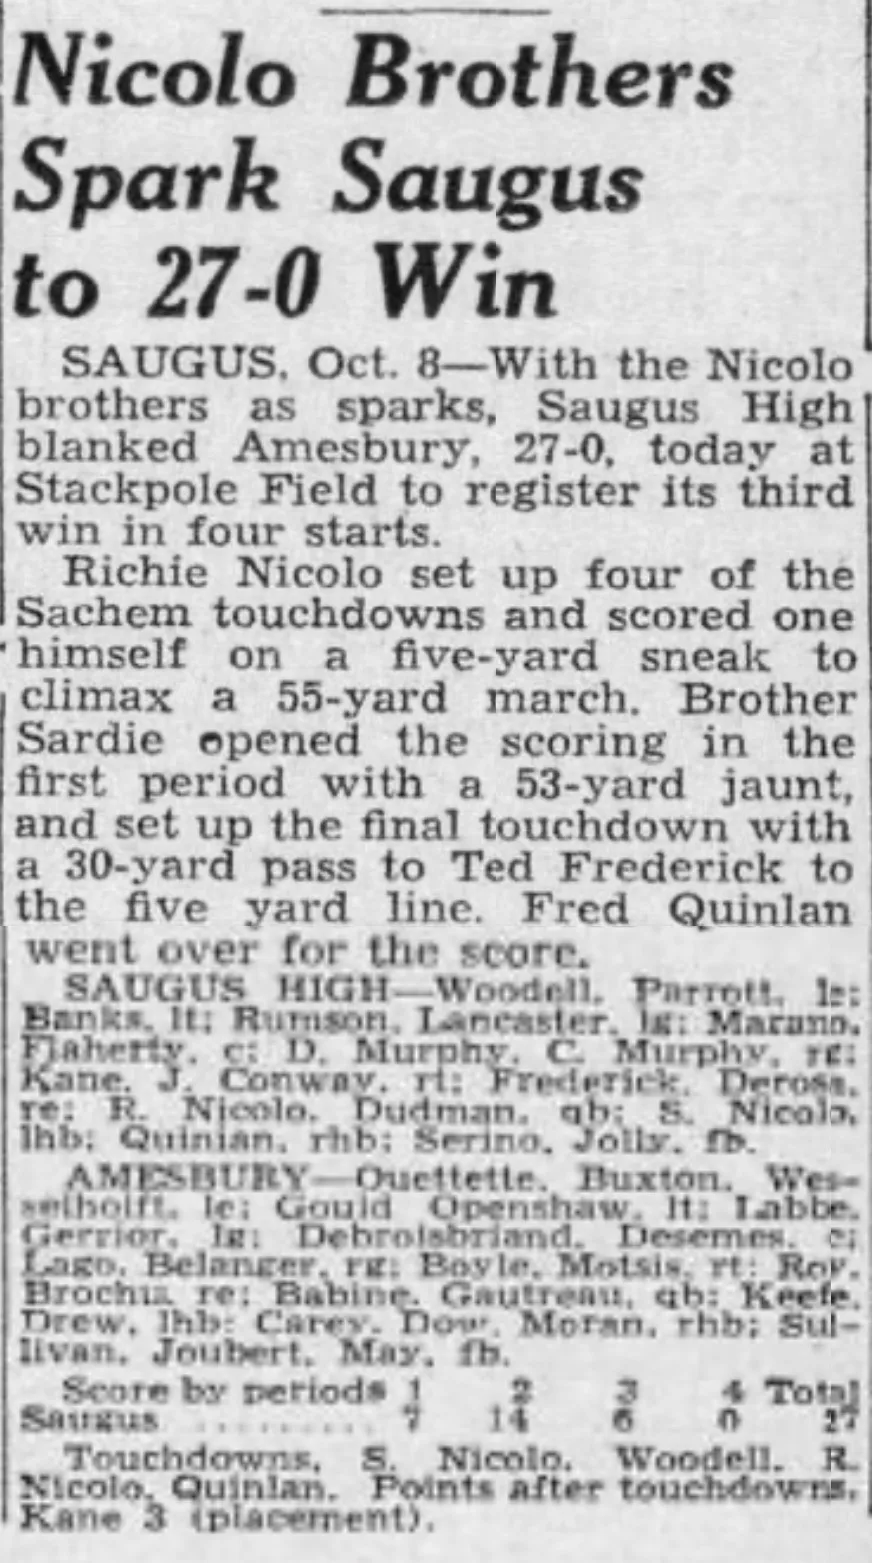 Nicolo Brothers
Spark Saugus
to 27-0 Win
SAUGUS, Oct. 8—With the Nicolo
brothers as sparks, Saugus High
blanked Amesbury, 27-0, today at
Stackpole Field to register its third
win in four starts.
Richie Nicolo set up four of the
Sachem touchdowns and scored one
himself on a five-yard sneak to
climax a 55-yard march. Brother
Sardie opened the scoring in the
first period with a 53-yard jaunt,
and set up the final touchdown with
a 30-yard pass to Ted Frederick to
the five yard line. Fred Quinlan
went over for the score.
SAUGUS HIGH—Woodell, Parrott, le;
Banks, lt; Rumson, Lancaster, lg; Marano,
Flaherty, c; D. Murphy, C. Murphy, rg;
Kane, J. Conway, rt; Frederick, Derosa,
re; R. Nicolo, Dudman, qb; S. Nicolo,
lhb; Quinlan, rhb; Serino, Jolly, fb.
AMESBURY—Ouettette, Buxton, Wes-
selhoift, le; Gould Openshaw, lt; Labbe,
Gerrior, lg; Debroisbriand, Desemes, c;
Lago, Belanger, rg; Boyle, Motsis, rt; Roy,
Brochu, re; Babine, Gautreau, qb; Keefe,
Drew, lhb; Carey, Dow, Moran, rhb; Sul-
livan, Joubert, May, fb.
Score by periods 1 2 3 4 Total
Saugus .......... 7 14 6 0 27
Touchdowns, S. Nicolo, Woodell, R.
Nicolo, Quinlan. Points after touchdowns,
Kane 3 (placement).